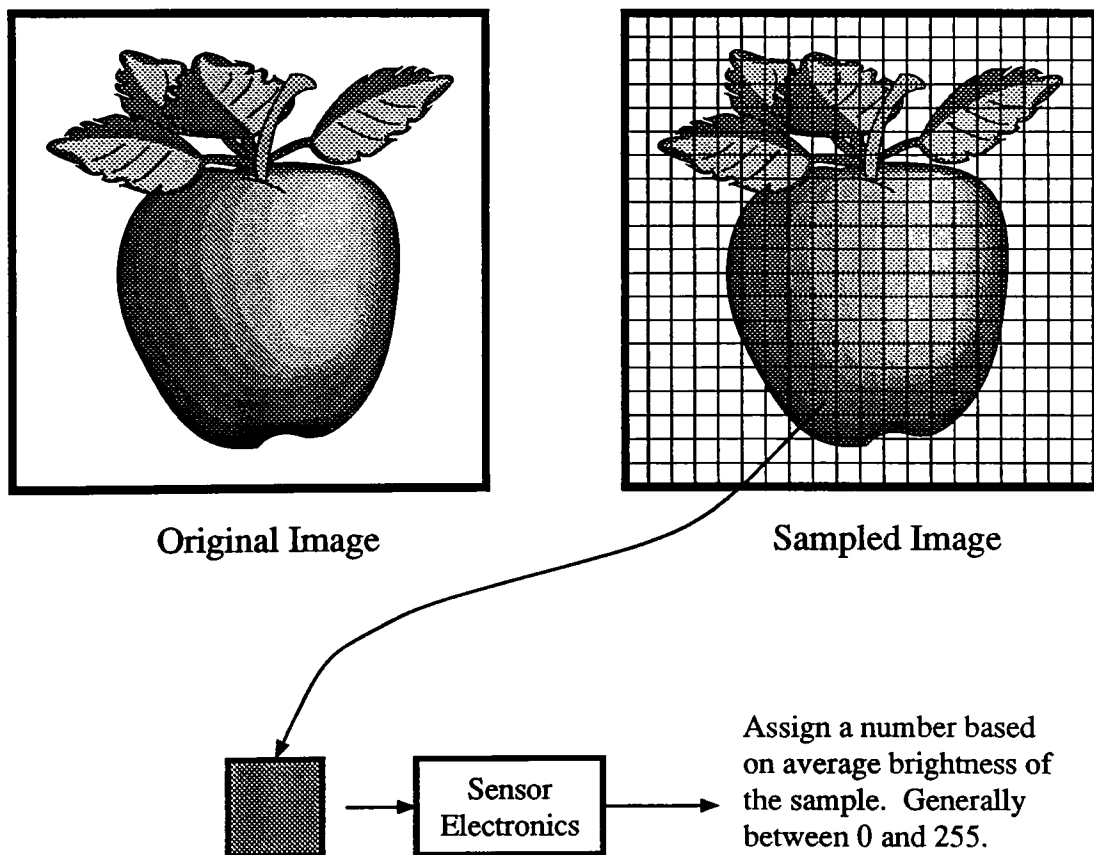 Original Image
Sampled Image
Sensor
Electronics
Assign a number based
on average brightness of
the sample. Generally
between 0 and 255.